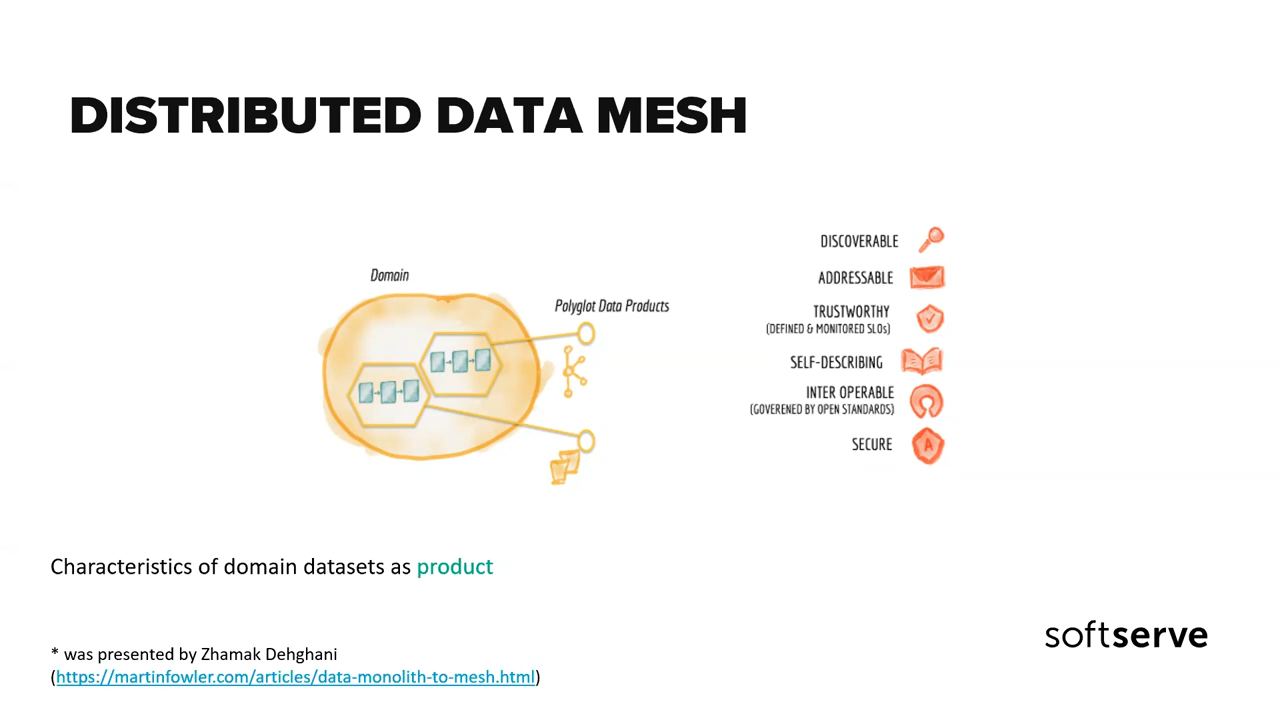 DISTRIBUTED DATA MESH
Domain
Polyglot Data Products
DISCOVERABLE
ADDRESSABLE
TRUSTWORTHY
(DEFINED & MONITORED SLOs)
SELF-DESCRIBING
INTER OPERABLE
(GOVERENED BY OPEN STANDARDS)
SECURE
A
Characteristics of domain datasets as product
* was presented by Zhamak Dehghani
(https://martinfowler.com/articles/data-monolith-to-mesh.html)
softserve